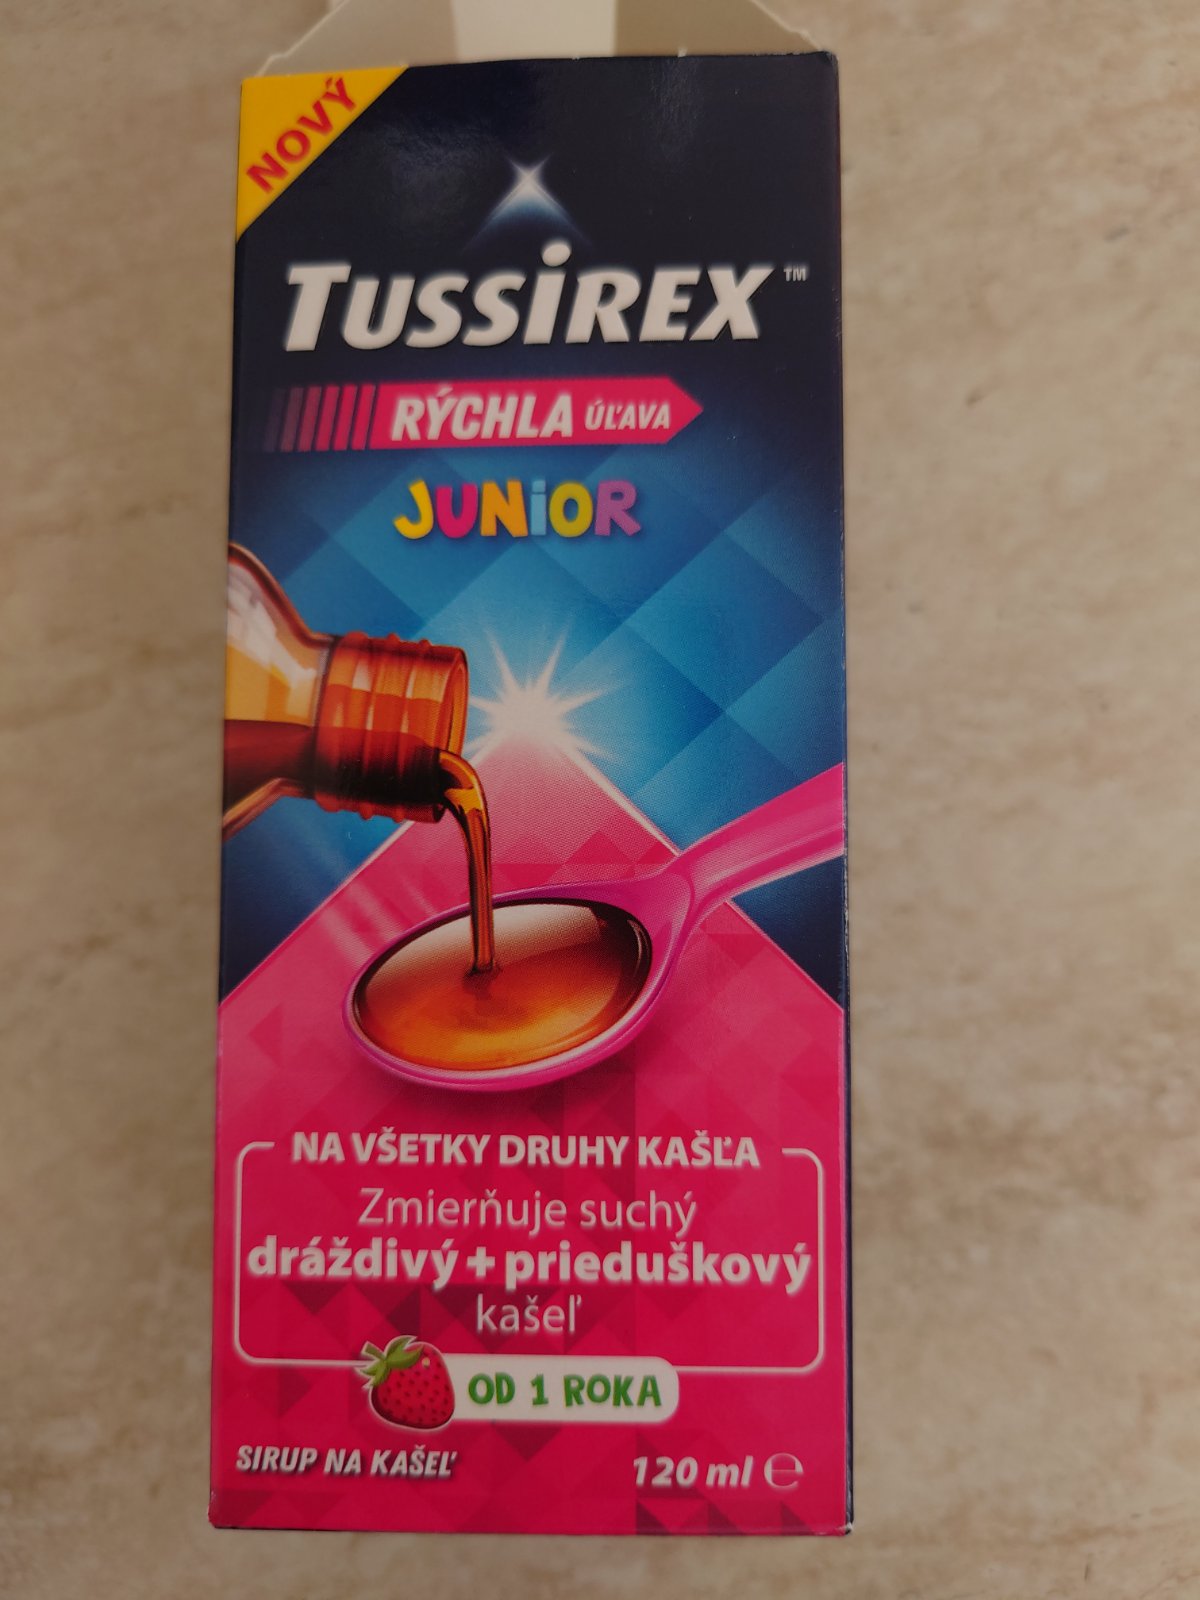 NOVÝ
TUSSiREX™
RÝCHLA ÚĽAVA
JUNiOR
NA VŠETKY DRUHY KAŠĽA
Zmierňuje suchý
dráždivý + prieduškový
kašeľ
OD 1 ROKA
SIRUP NA KAŠEĽ 120 ml ℮